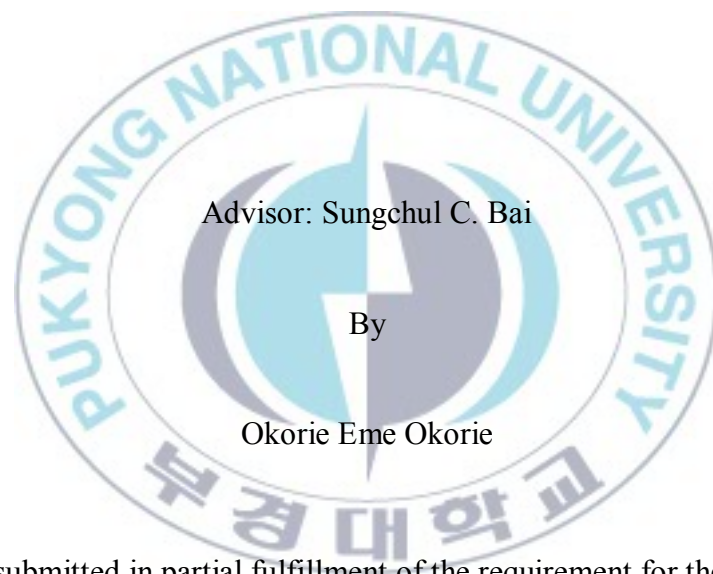 PUKYONG NATIONAL UNIVERSITY
Advisor: Sungchul C. Bai
By
Okorie Eme Okorie
부경대학교
submitted in partial fulfillment of the requirement for the